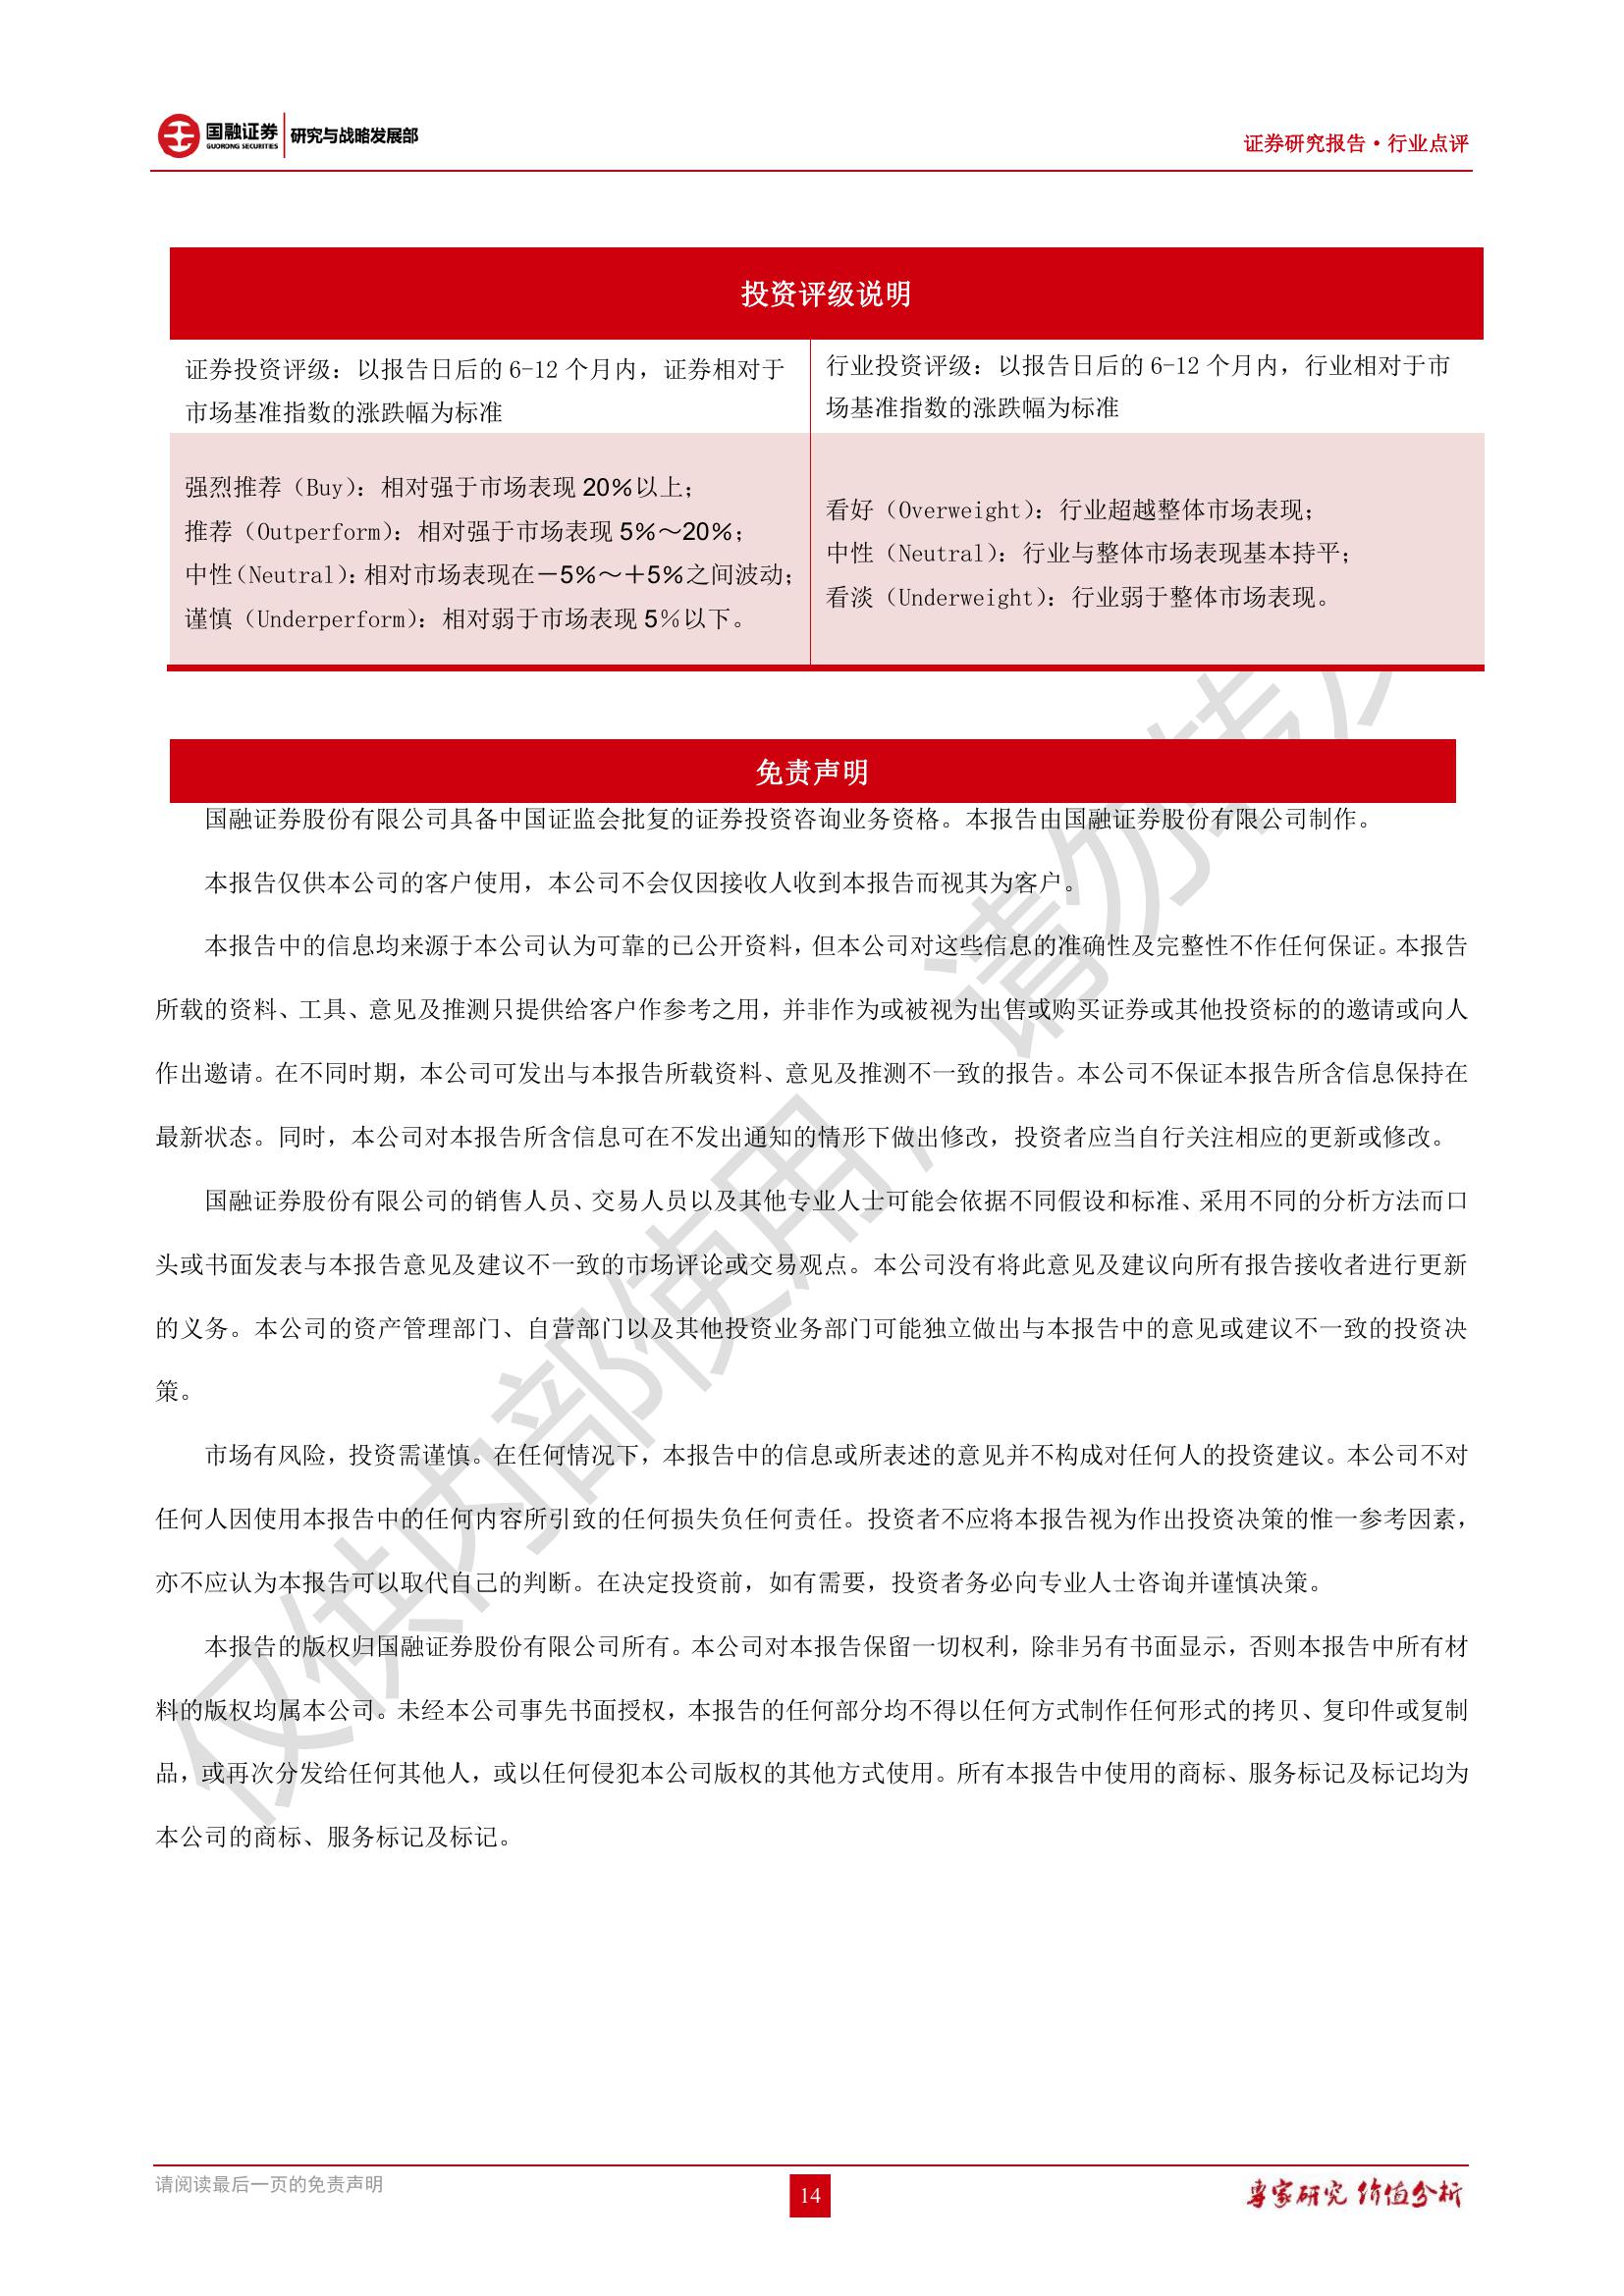 国融证券
GUORONG SECURITIES
研究与战略发展部
证券研究报告·行业点评
投资评级说明
证券投资评级：以报告日后的 6-12 个月内，证券相对于
市场基准指数的涨跌幅为标准
行业投资评级：以报告日后的 6-12 个月内，行业相对于市
场基准指数的涨跌幅为标准
强烈推荐（Buy）：相对强于市场表现 20％以上；
推荐（Outperform）：相对强于市场表现 5％～20％；
中性（Neutral）：相对市场表现在－5％～＋5％之间波动；
谨慎（Underperform）：相对弱于市场表现 5％以下。
看好（Overweight）：行业超越整体市场表现；
中性（Neutral）：行业与整体市场表现基本持平；
看淡（Underweight）：行业弱于整体市场表现。
免责声明
国融证券股份有限公司具备中国证监会批复的证券投资咨询业务资格。本报告由国融证券股份有限公司制作。
本报告仅供本公司的客户使用，本公司不会仅因接收人收到本报告而视其为客户。
本报告中的信息均来源于本公司认为可靠的已公开资料，但本公司对这些信息的准确性及完整性不作任何保证。本报告
所载的资料、工具、意见及推测只提供给客户作参考之用，并非作为或被视为出售或购买证券或其他投资标的的邀请或向人
作出邀请。在不同时期，本公司可发出与本报告所载资料、意见及推测不一致的报告。本公司不保证本报告所含信息保持在
最新状态。同时，本公司对本报告所含信息可在不发出通知的情形下做出修改，投资者应当自行关注相应的更新或修改。
国融证券股份有限公司的销售人员、交易人员以及其他专业人士可能会依据不同假设和标准、采用不同的分析方法而口
头或书面发表与本报告意见及建议不一致的市场评论或交易观点。本公司没有将此意见及建议向所有报告接收者进行更新
的义务。本公司的资产管理部门、自营部门以及其他投资业务部门可能独立做出与本报告中的意见或建议不一致的投资决
策。
市场有风险，投资需谨慎。在任何情况下，本报告中的信息或所表述的意见并不构成对任何人的投资建议。本公司不对
任何人因使用本报告中的任何内容所引致的任何损失负任何责任。投资者不应将本报告视为作出投资决策的惟一参考因素，
亦不应认为本报告可以取代自己的判断。在决定投资前，如有需要，投资者务必向专业人士咨询并谨慎决策。
本报告的版权归国融证券股份有限公司所有。本公司对本报告保留一切权利，除非另有书面显示，否则本报告中所有材
料的版权均属本公司。未经本公司事先书面授权，本报告的任何部分均不得以任何方式制作任何形式的拷贝、复印件或复制
品，或再次分发给任何其他人，或以任何侵犯本公司版权的其他方式使用。所有本报告中使用的商标、服务标记及标记均为
本公司的商标、服务标记及标记。
仅供内部使用，请勿转
请阅读最后一页的免责声明
14
专家研究 价值分析